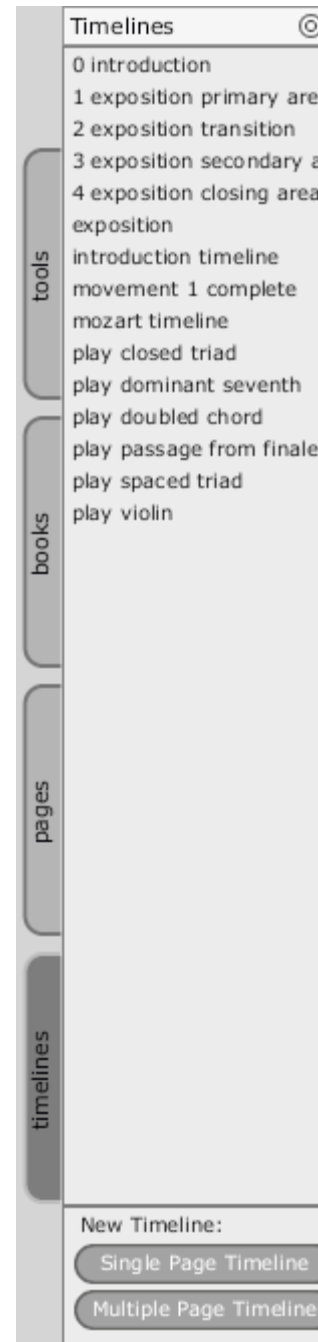 Timelines
0 introduction
1 exposition primary are
2 exposition transition
3 exposition secondary a
4 exposition closing area
exposition
introduction timeline
movement 1 complete
mozart timeline
play closed triad
play dominant seventh
play doubled chord
play passage from finale
play spaced triad
play violin
tools
books
pages
timelines
New Timeline:
Single Page Timeline
Multiple Page Timeline